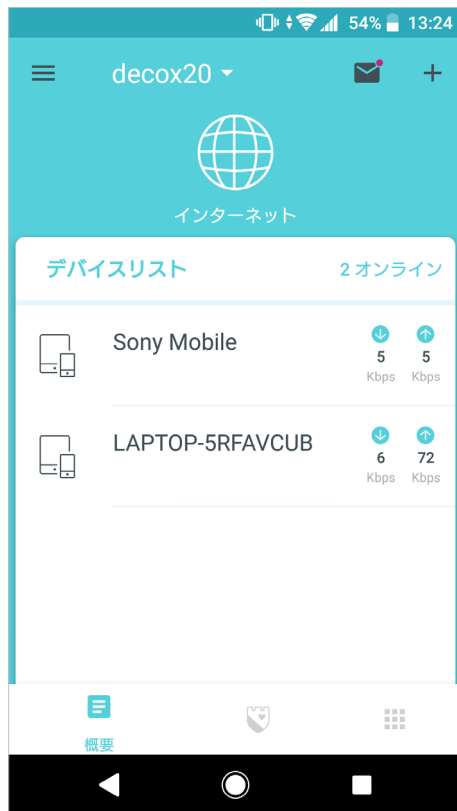 54% 13:24
decox20
インターネット
デバイスリスト 2 オンライン
Sony Mobile
5 5
Kbps Kbps
LAPTOP-5RFAVCUB
6 72
Kbps Kbps
概要